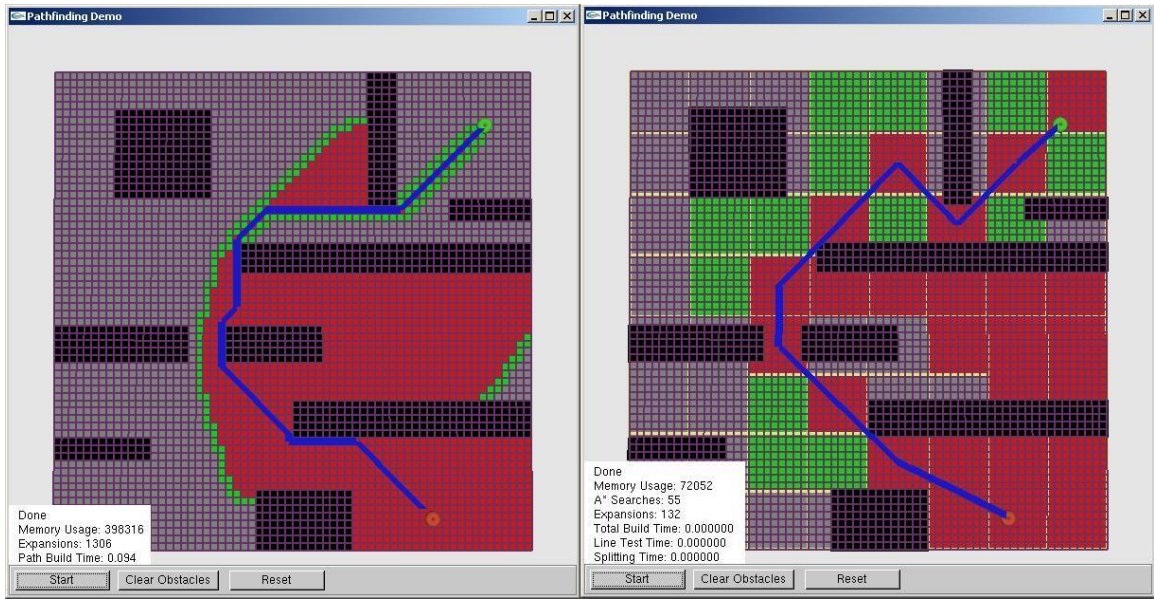 Pathfinding Demo
Done
Memory Usage: 398316
Expansions: 1306
Path Build Time: 0.094
Start
Clear Obstacles
Reset
Pathfinding Demo
Done
Memory Usage: 72052
A* Searches: 55
Expansions: 132
Total Build Time: 0.000000
Line Test Time: 0.000000
Splitting Time: 0.000000
Start
Clear Obstacles
Reset